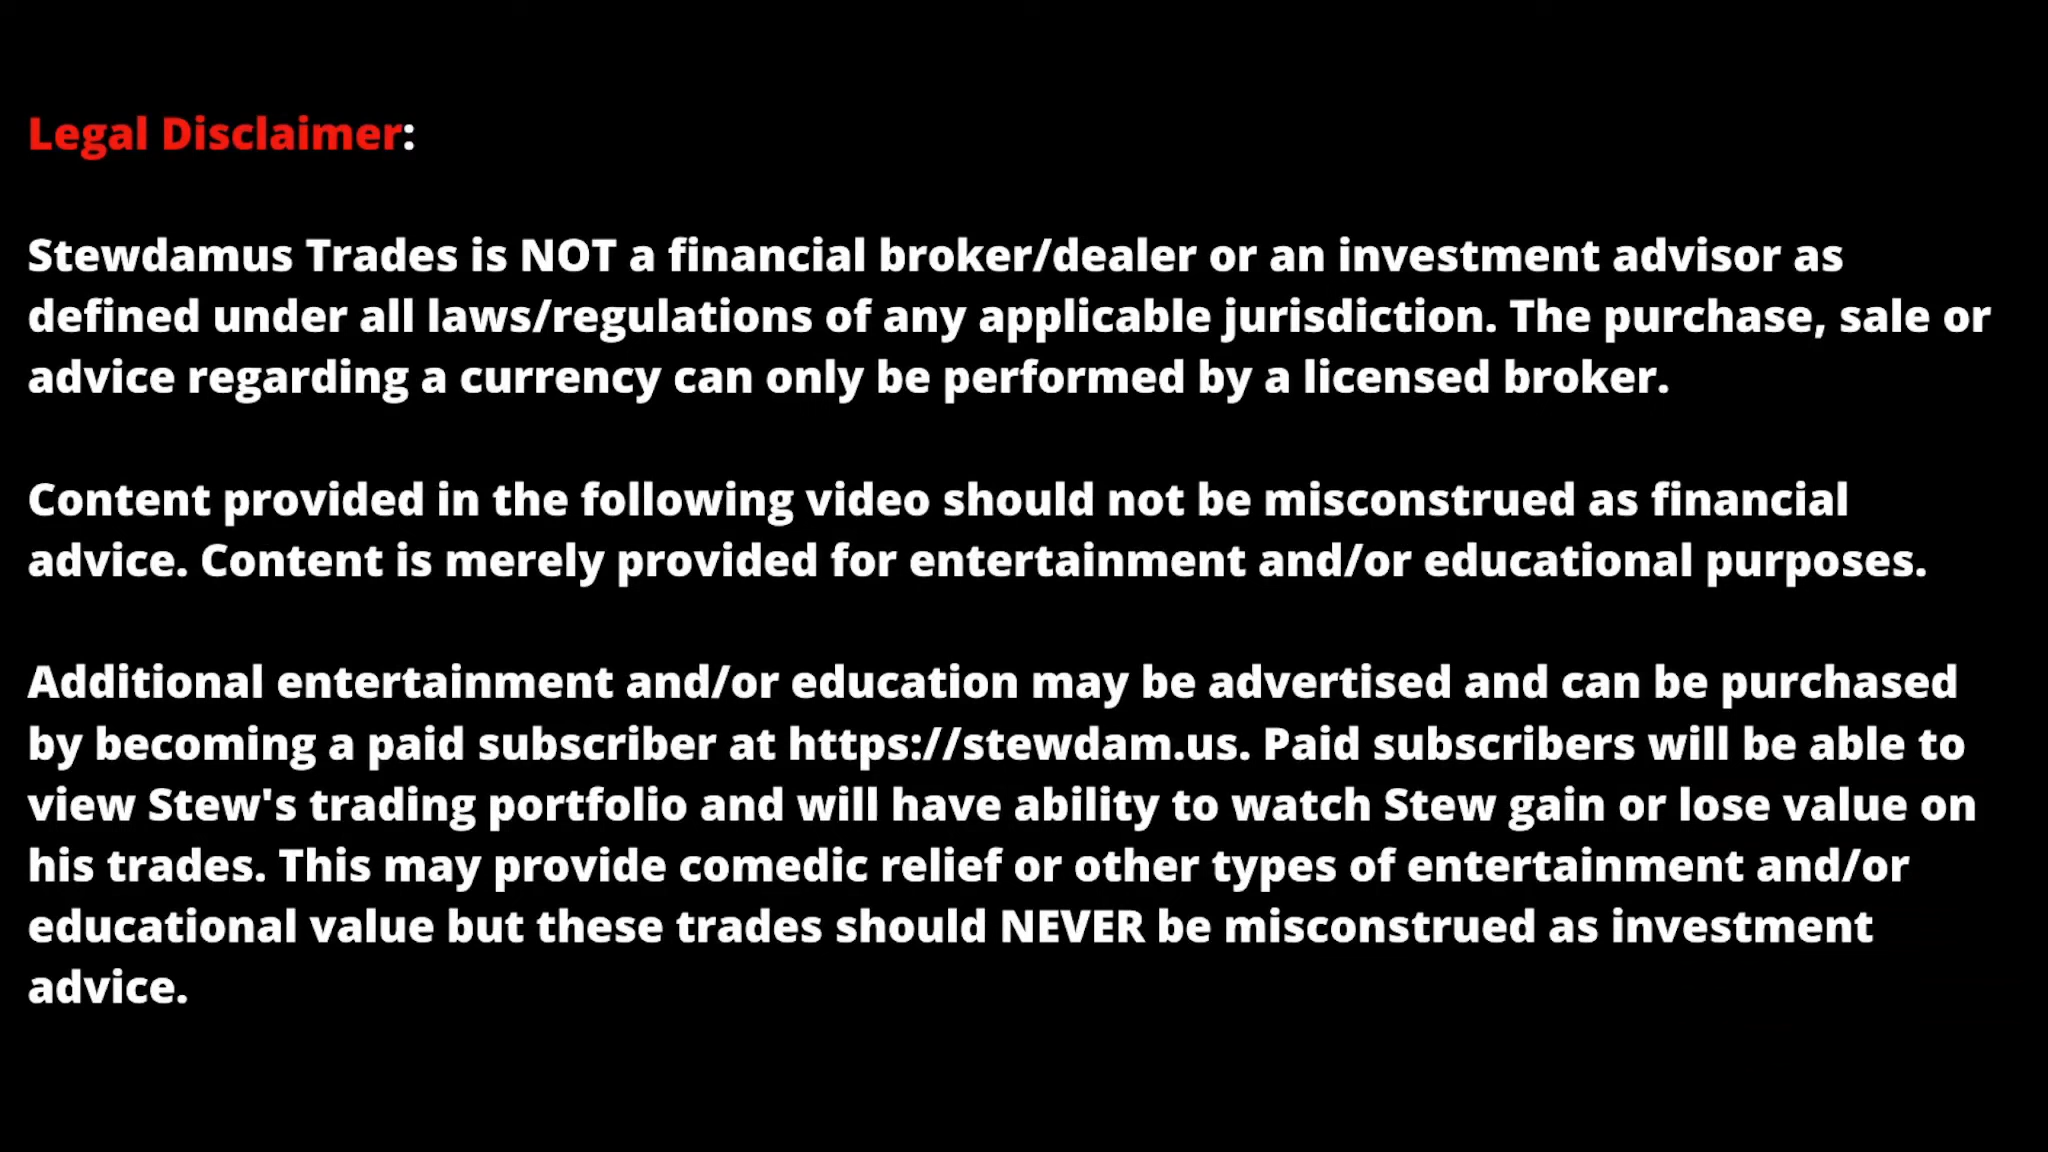 Legal Disclaimer:
Stewdamus Trades is NOT a financial broker/dealer or an investment advisor as
defined under all laws/regulations of any applicable jurisdiction. The purchase, sale or
advice regarding a currency can only be performed by a licensed broker.
Content provided in the following video should not be misconstrued as financial
advice. Content is merely provided for entertainment and/or educational purposes.
Additional entertainment and/or education may be advertised and can be purchased
by becoming a paid subscriber at https://stewdam.us. Paid subscribers will be able to
view Stew's trading portfolio and will have ability to watch Stew gain or lose value on
his trades. This may provide comedic relief or other types of entertainment and/or
educational value but these trades should NEVER be misconstrued as investment
advice.